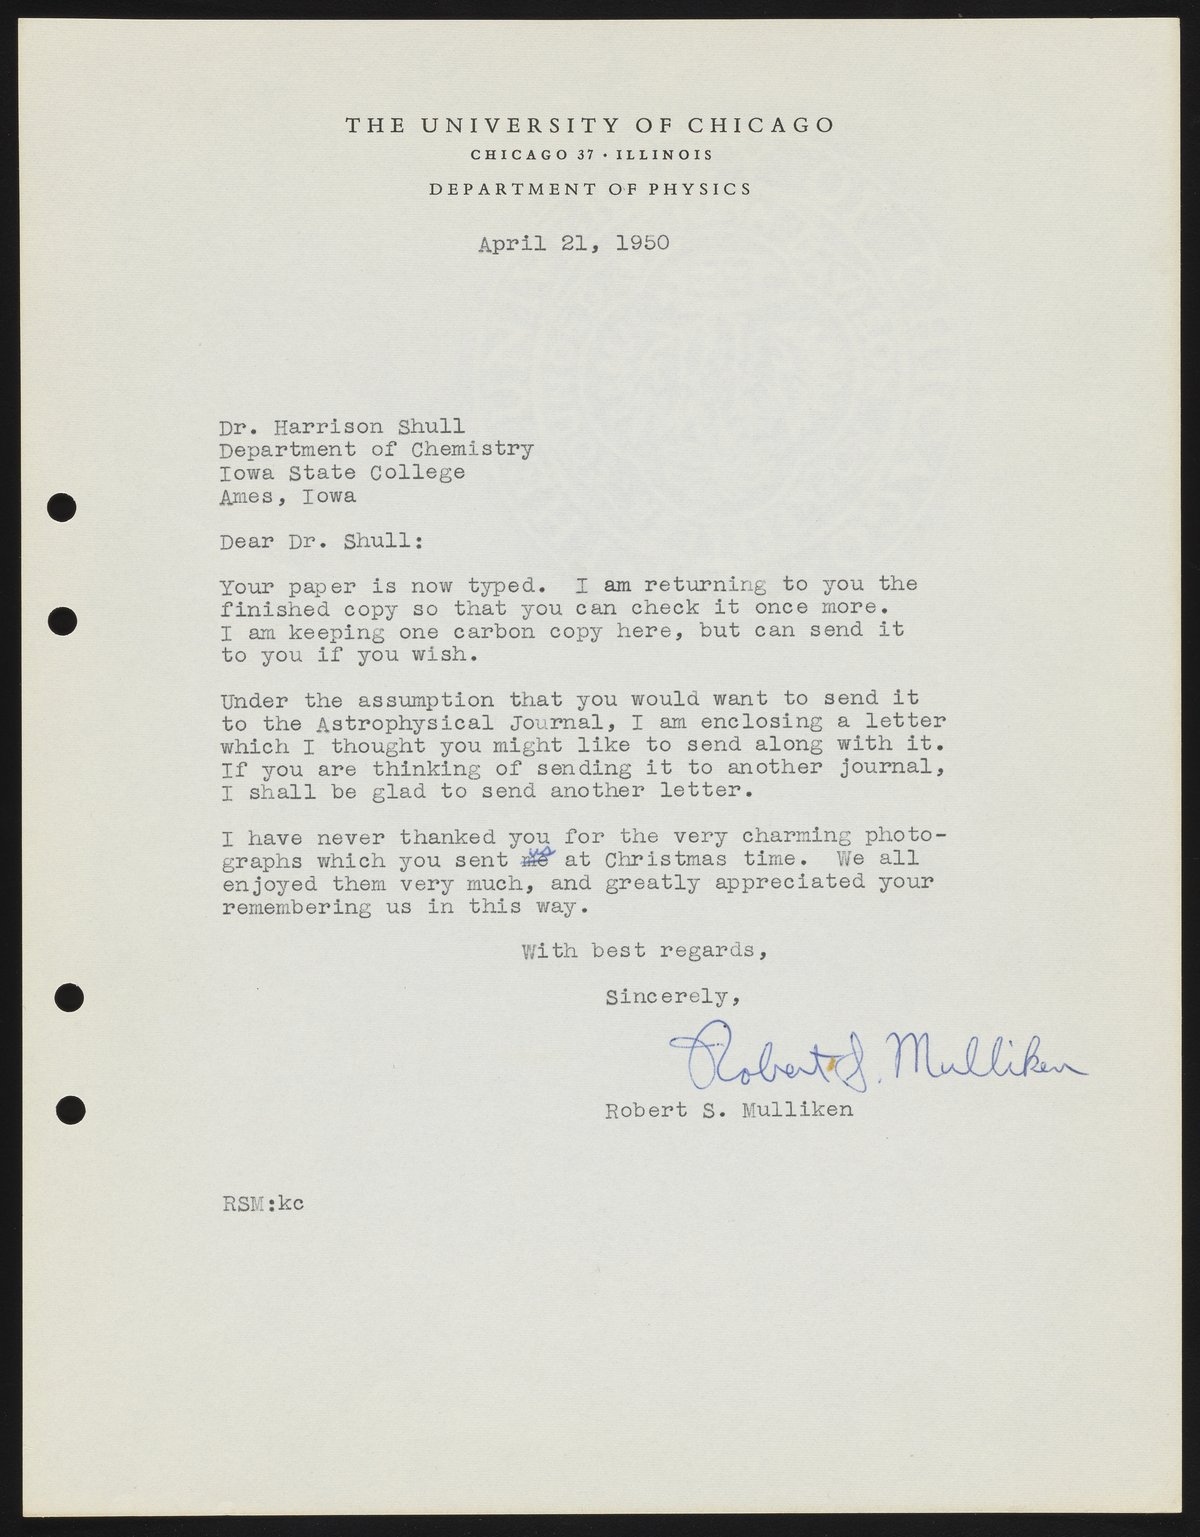 THE UNIVERSITY OF CHICAGO
CHICAGO 37 · ILLINOIS
DEPARTMENT OF PHYSICS
April 21, 1950
Dr. Harrison Shull
Department of Chemistry
Iowa State College
Ames, Iowa
Dear Dr. Shull:
Your paper is now typed. I am returning to you the
finished copy so that you can check it once more.
I am keeping one carbon copy here, but can send it
to you if you wish.
Under the assumption that you would want to send it
to the Astrophysical Journal, I am enclosing a letter
which I thought you might like to send along with it.
If you are thinking of sending it to another journal,
I shall be glad to send another letter.
I have never thanked you for the very charming photo-
graphs which you sent me us at Christmas time. We all
enjoyed them very much, and greatly appreciated your
remembering us in this way.
With best regards,
Sincerely,
Robert S. Mulliken
Robert S. Mulliken
RSM:kc